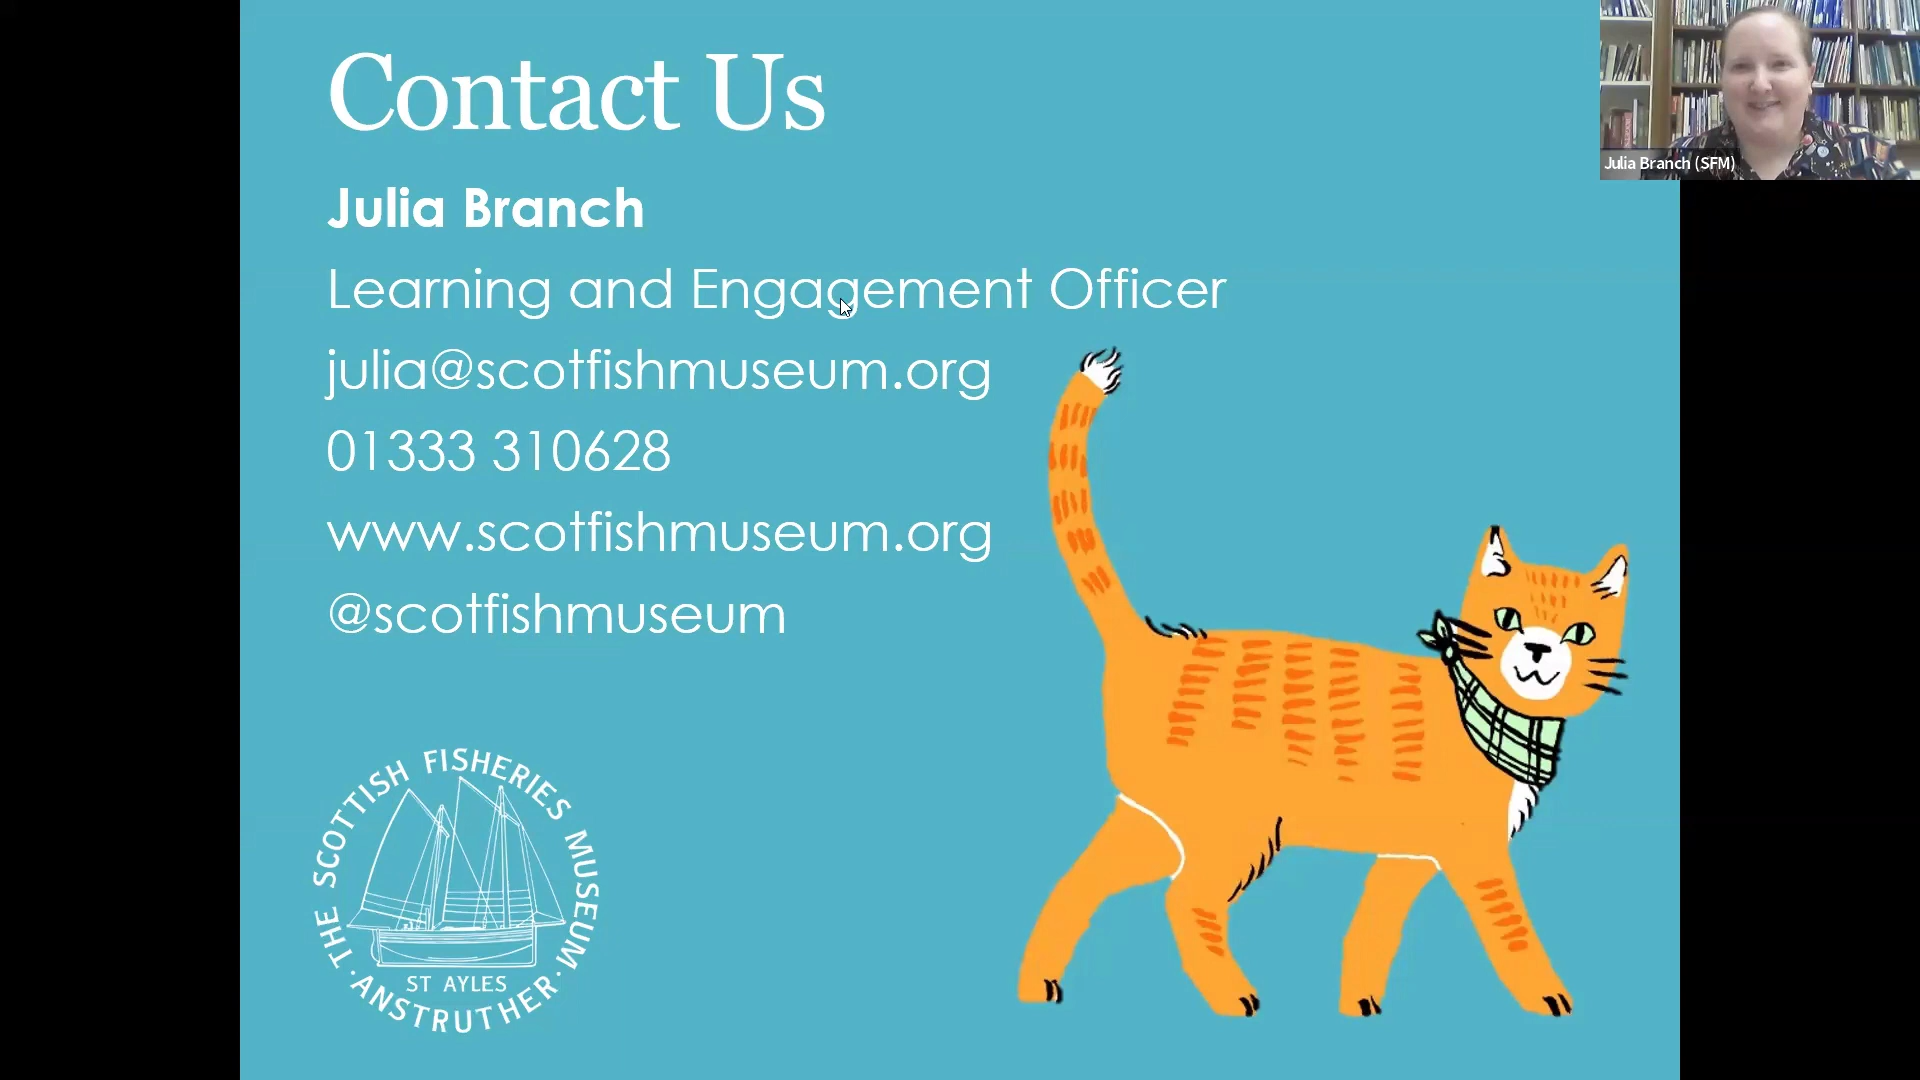 Contact Us
Julia Branch
Learning and Engagement Officer
julia@scotfishmuseum.org
01333 310628
www.scotfishmuseum.org
@scotfishmuseum
THE SCOTTISH FISHERIES MUSEUM
ST AYLES
· ANSTRUTHER ·
Julia Branch (SFM)